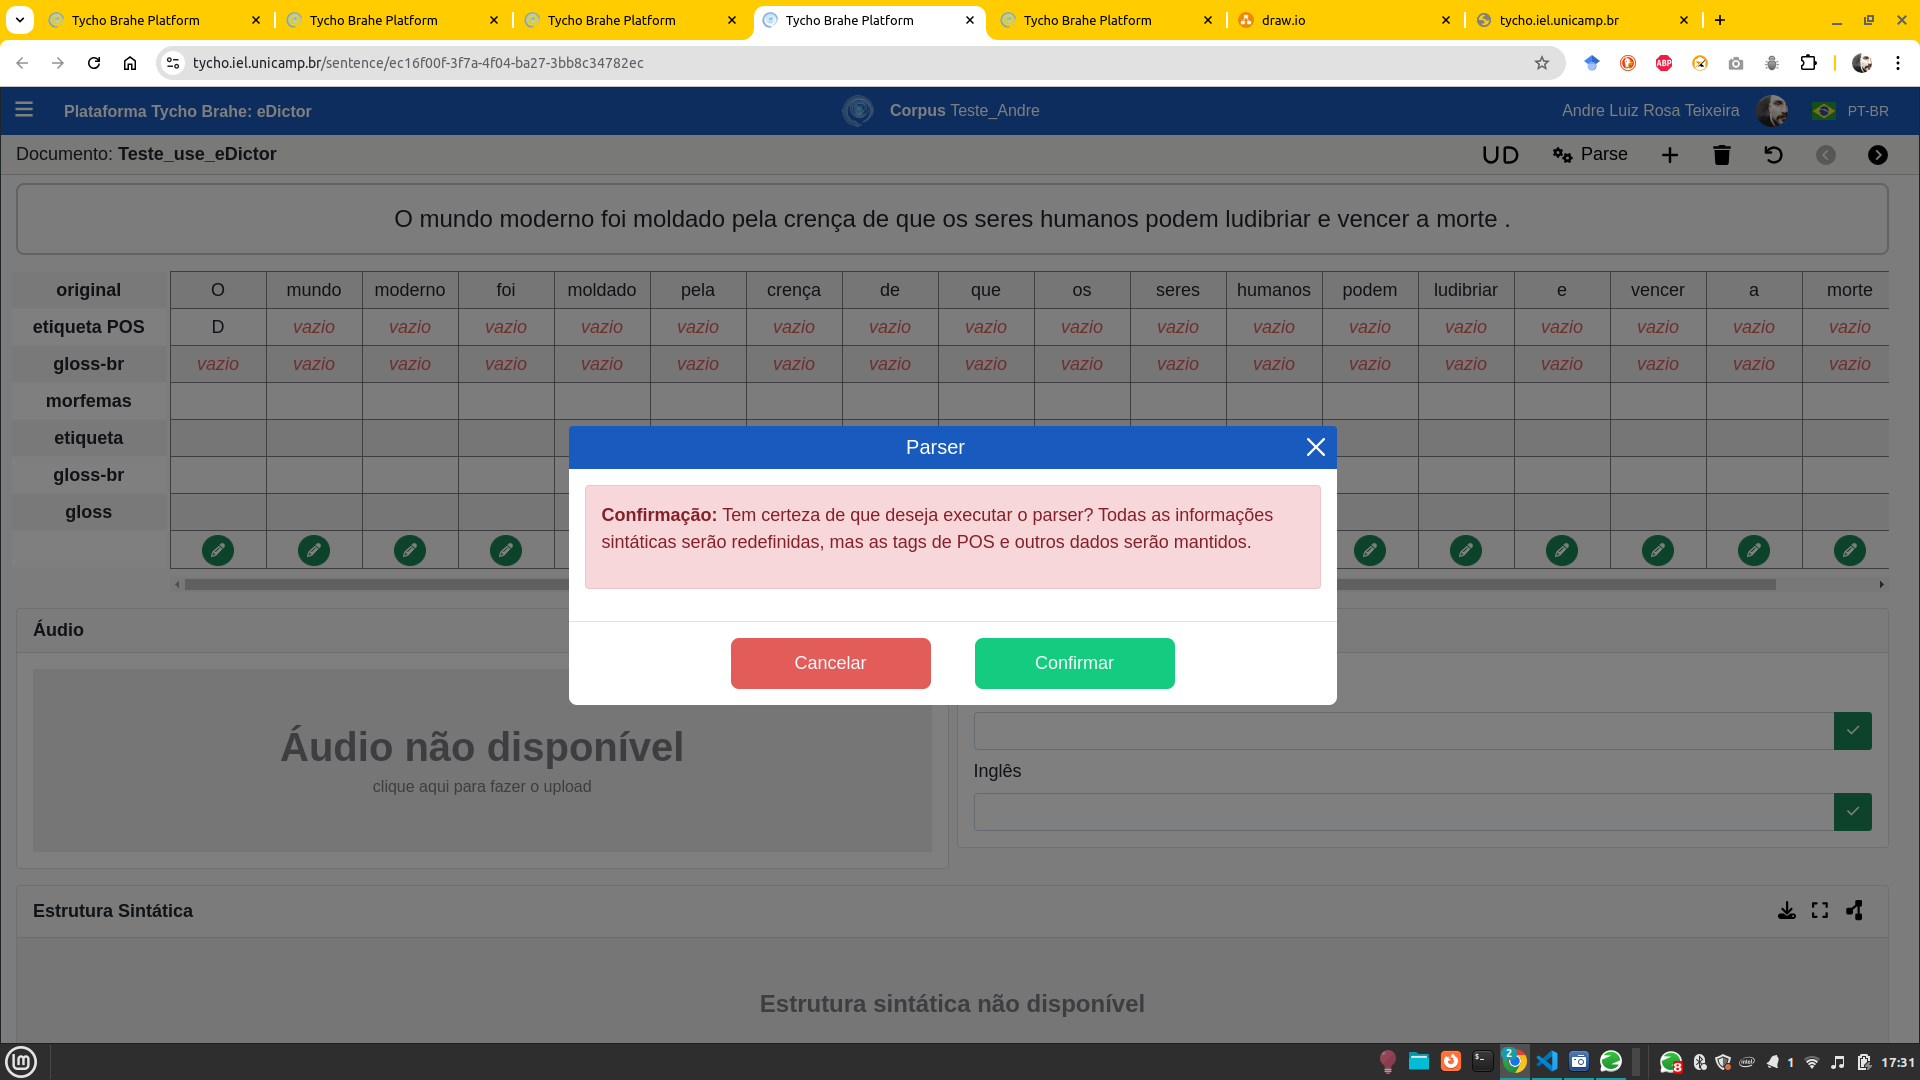 Tycho Brahe Platform
Tycho Brahe Platform
Tycho Brahe Platform
Tycho Brahe Platform
Tycho Brahe Platform
draw.io
tycho.iel.unicamp.br
tycho.iel.unicamp.br/sentence/ec16f00f-3f7a-4f04-ba27-3bb8c34782ec
ABP
Plataforma Tycho Brahe: eDictor
Corpus Teste_Andre
Andre Luiz Rosa Teixeira
PT-BR
Documento: Teste_use_eDictor
UD
Parse
O mundo moderno foi moldado pela crença de que os seres humanos podem ludibriar e vencer a morte .
original O mundo moderno foi moldado pela crença de que os seres humanos podem ludibriar e vencer a morte
etiqueta POS D vazio vazio vazio vazio vazio vazio vazio vazio vazio vazio vazio vazio vazio vazio vazio vazio vazio
gloss-br vazio vazio vazio vazio vazio vazio vazio vazio vazio vazio vazio vazio vazio vazio vazio vazio vazio vazio
morfemas
etiqueta
gloss-br
gloss
Parser
Confirmação: Tem certeza de que deseja executar o parser? Todas as informações
sintáticas serão redefinidas, mas as tags de POS e outros dados serão mantidos.
Cancelar
Confirmar
Áudio
Áudio não disponível
clique aqui para fazer o upload
Inglês
Estrutura Sintática
Estrutura sintática não disponível
2
8
1
17:31